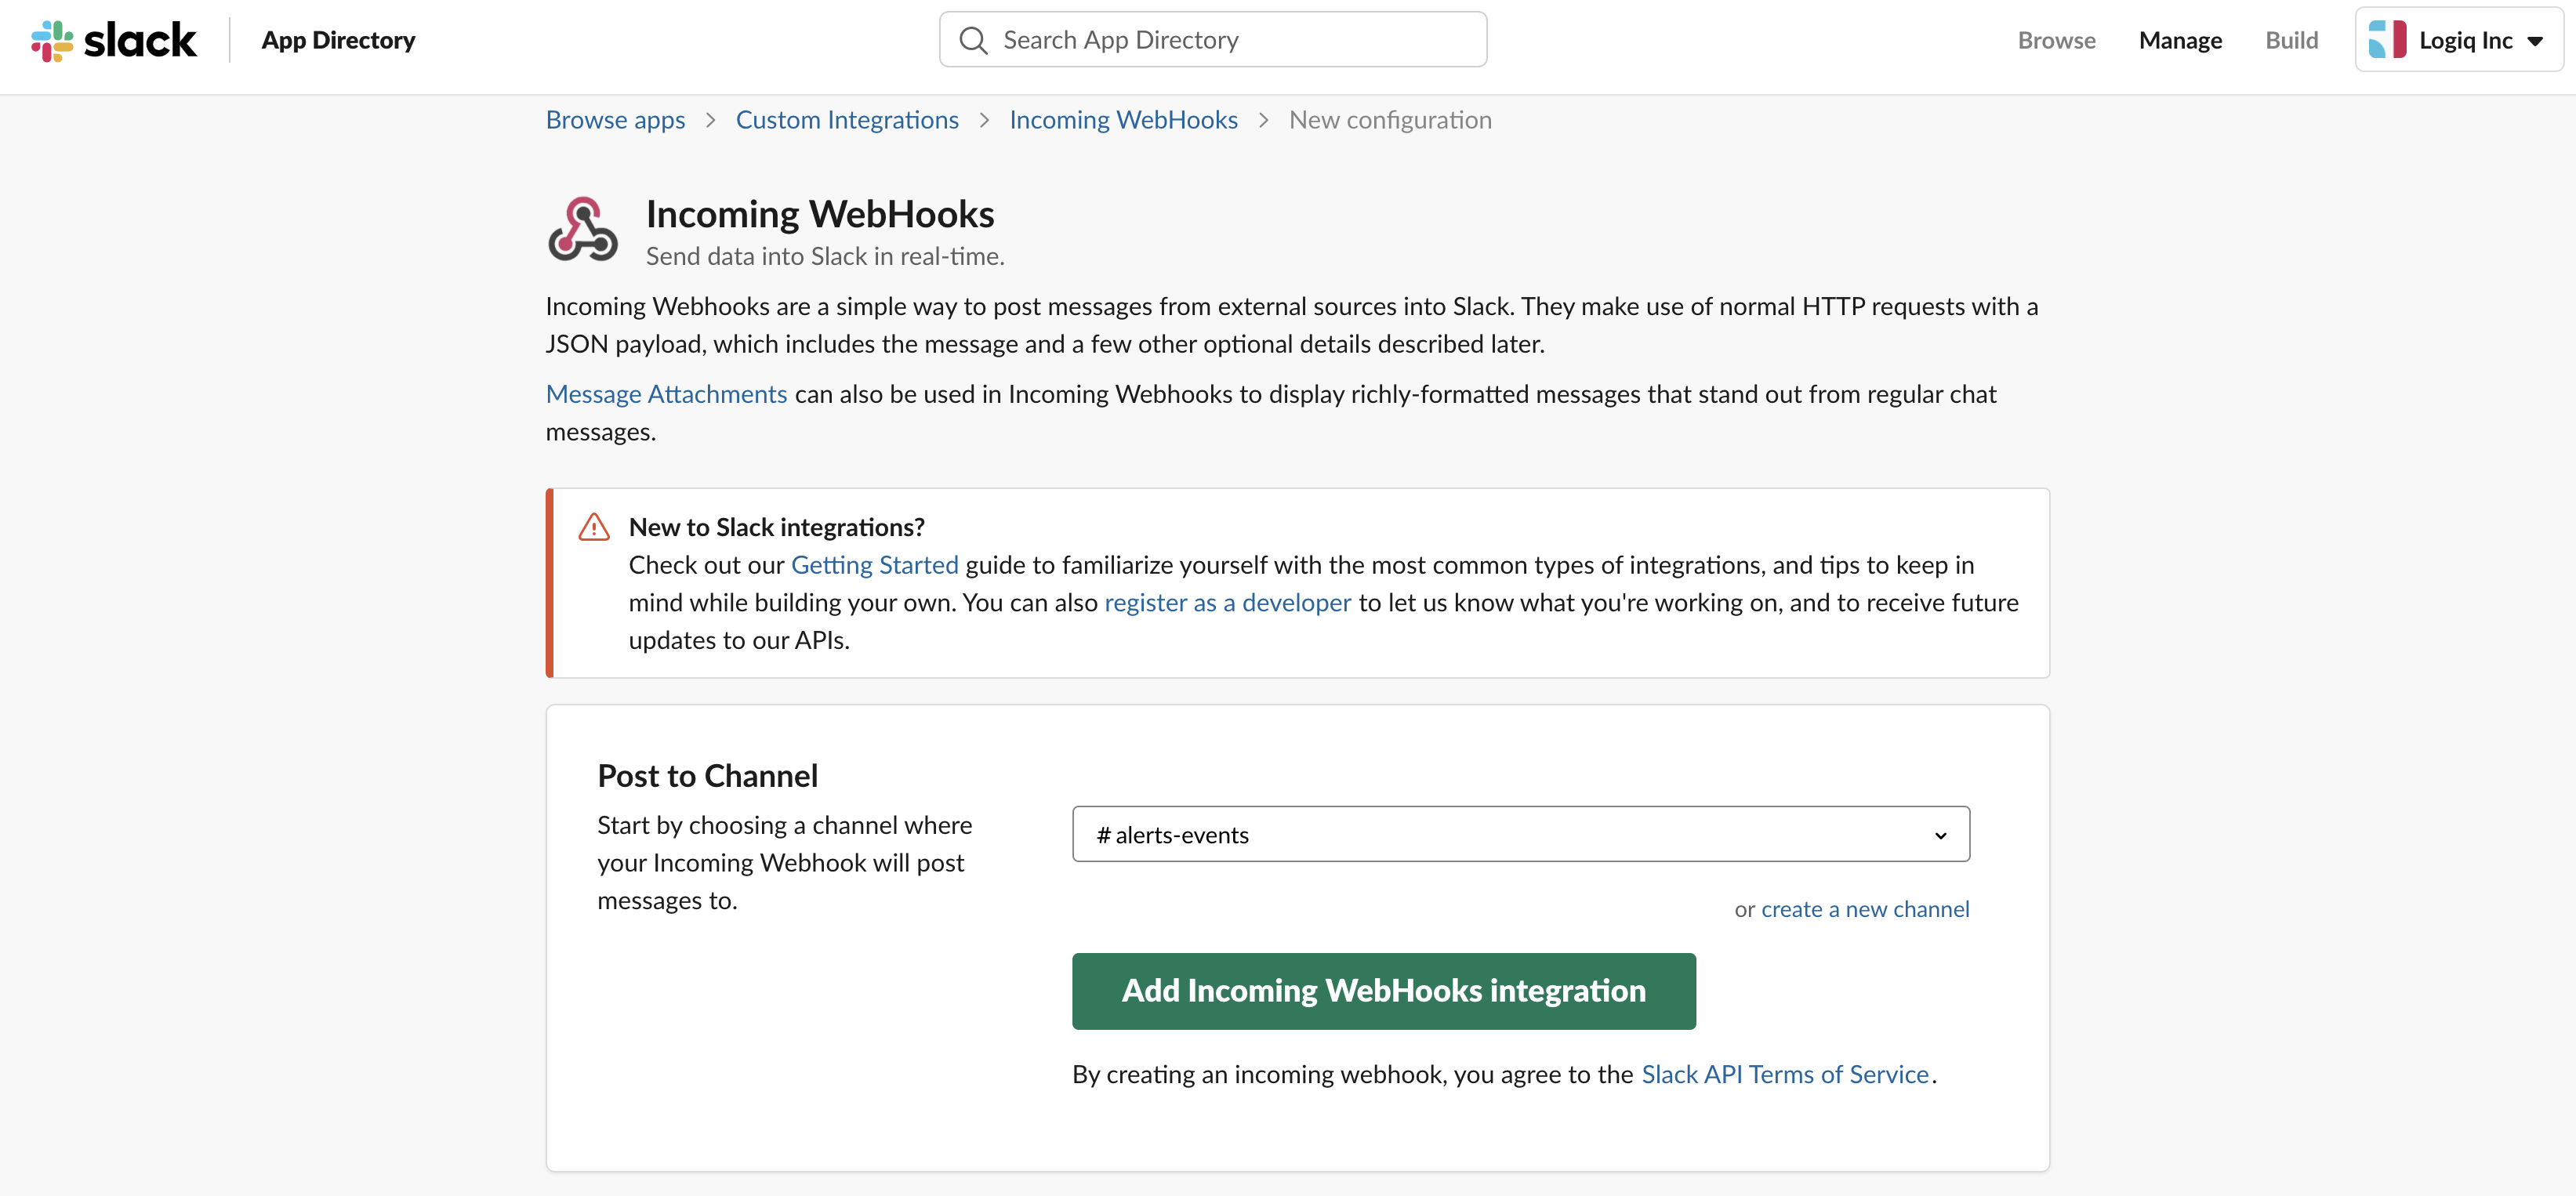 slack App Directory Search App Directory Browse Manage Build Logiq Inc
Browse apps > Custom Integrations > Incoming WebHooks > New configuration
Incoming WebHooks
Send data into Slack in real-time.
Incoming Webhooks are a simple way to post messages from external sources into Slack. They make use of normal HTTP requests with a
JSON payload, which includes the message and a few other optional details described later.
Message Attachments can also be used in Incoming Webhooks to display richly-formatted messages that stand out from regular chat
messages.
New to Slack integrations?
Check out our Getting Started guide to familiarize yourself with the most common types of integrations, and tips to keep in
mind while building your own. You can also register as a developer to let us know what you're working on, and to receive future
updates to our APIs.
Post to Channel
Start by choosing a channel where
your Incoming Webhook will post
messages to.
# alerts-events
or create a new channel
Add Incoming WebHooks integration
By creating an incoming webhook, you agree to the Slack API Terms of Service.